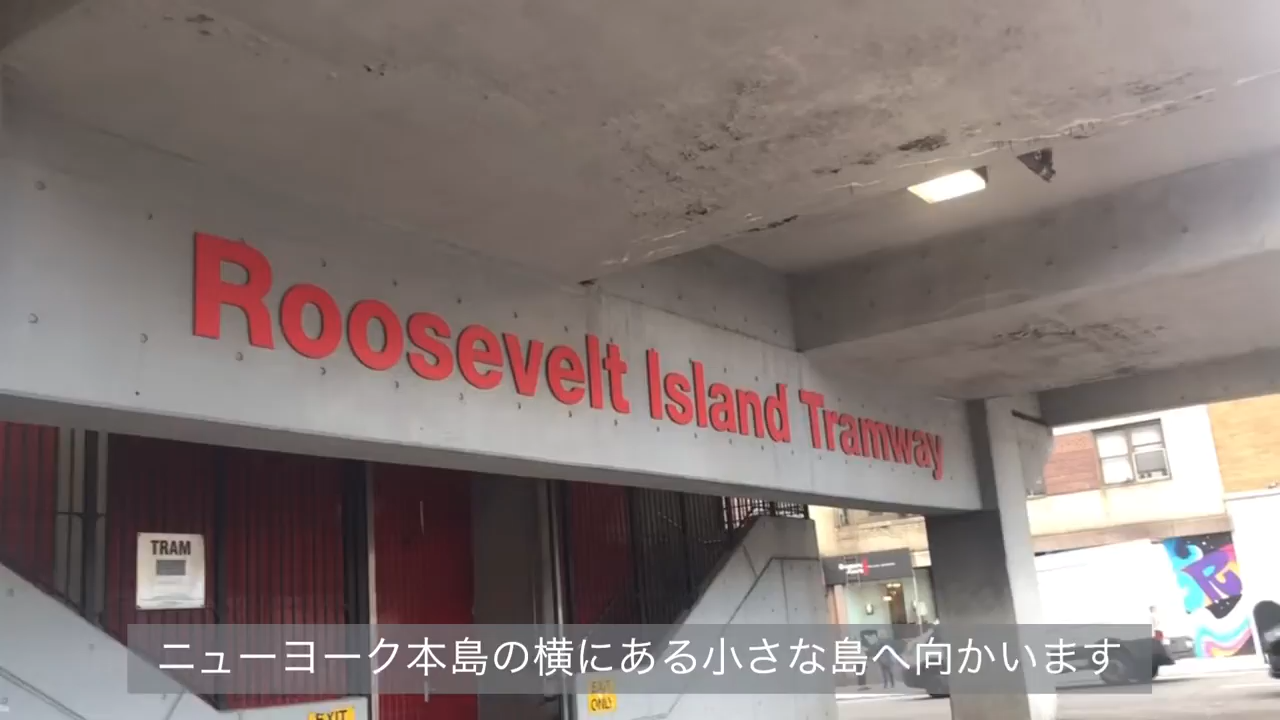 Roosevelt Island Tramway
TRAM
EXIT
ONLY
EXIT
ニューヨーク本島の横にある小さな島へ向かいます